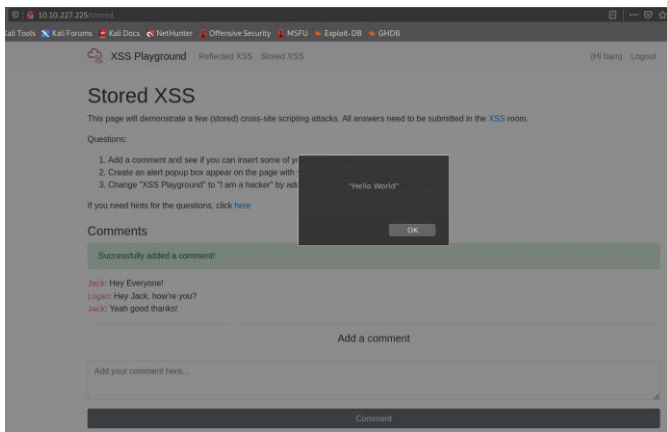 10.10.227.225/stored
Kali Tools Kali Forums Kali Docs NetHunter Offensive Security MSFU Exploit-DB GHDB
XSS Playground Reflected XSS Stored XSS (Hi bam) Logout
Stored XSS
This page will demonstrate a few (stored) cross-site scripting attacks. All answers need to be submitted in the XSS room.
Questions:
1. Add a comment and see if you can insert some of
2. Create an alert popup box appear on the page with
3. Change "XSS Playground" to "I am a hacker" by
If you need hints for the questions, click here
"Hello World"
OK
Comments
Successfully added a comment!
Jack: Hey Everyone!
Logan: Hey Jack, how're you?
Jack: Yeah good thanks!
Add a comment
Add your comment here...
Comment